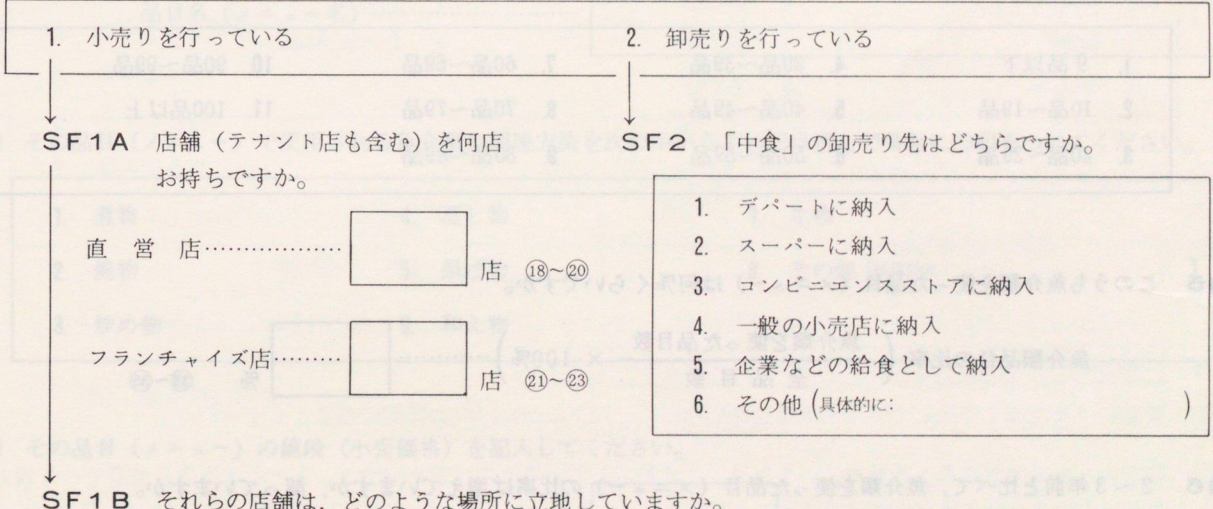 1. 小売りを行っている
2. 卸売りを行っている
SF1A 店舗（テナント店も含む）を何店
お持ちですか。
直営店………………　店 ⑱~⑳
フランチャイズ店………　店 ㉑~㉓
SF1B それらの店舗は、どのような場所に立地していますか。
SF2 「中食」の卸売り先はどちらですか。
1. デパートに納入
2. スーパーに納入
3. コンビニエンスストアに納入
4. 一般の小売店に納入
5. 企業などの給食として納入
6. その他（具体的に:　　　）